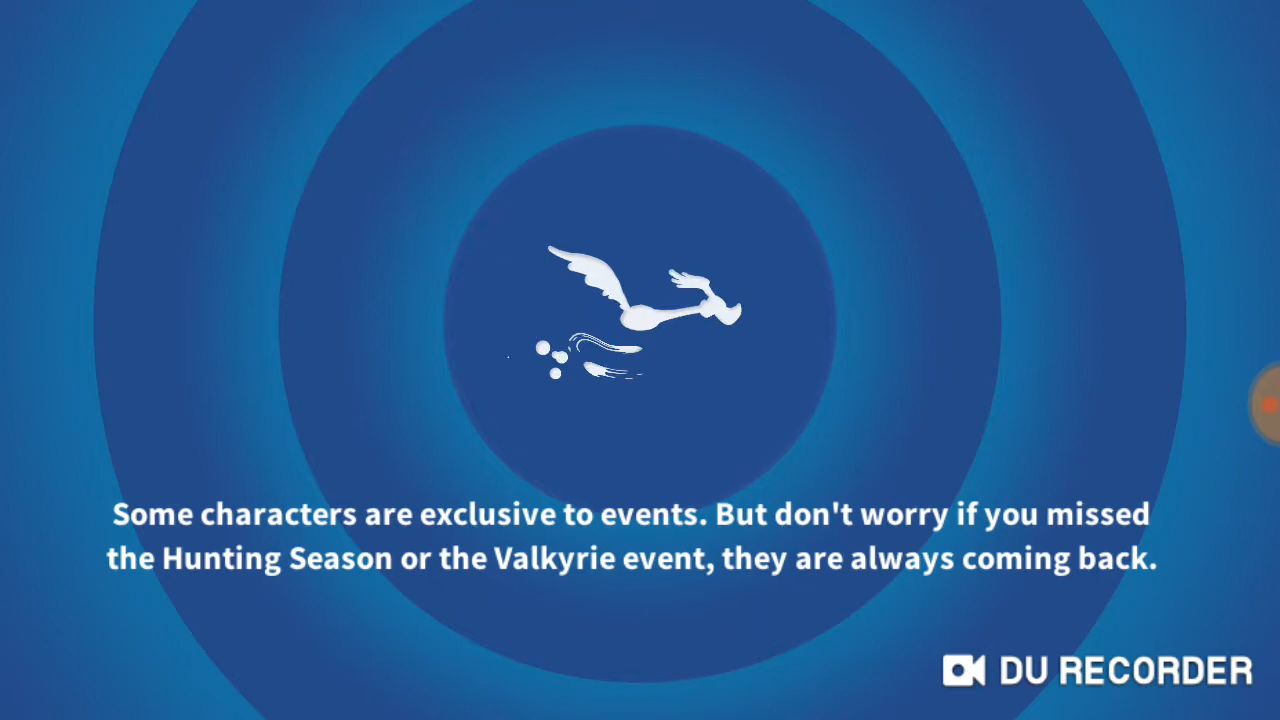 Some characters are exclusive to events. But don't worry if you missed
the Hunting Season or the Valkyrie event, they are always coming back.
DU RECORDER